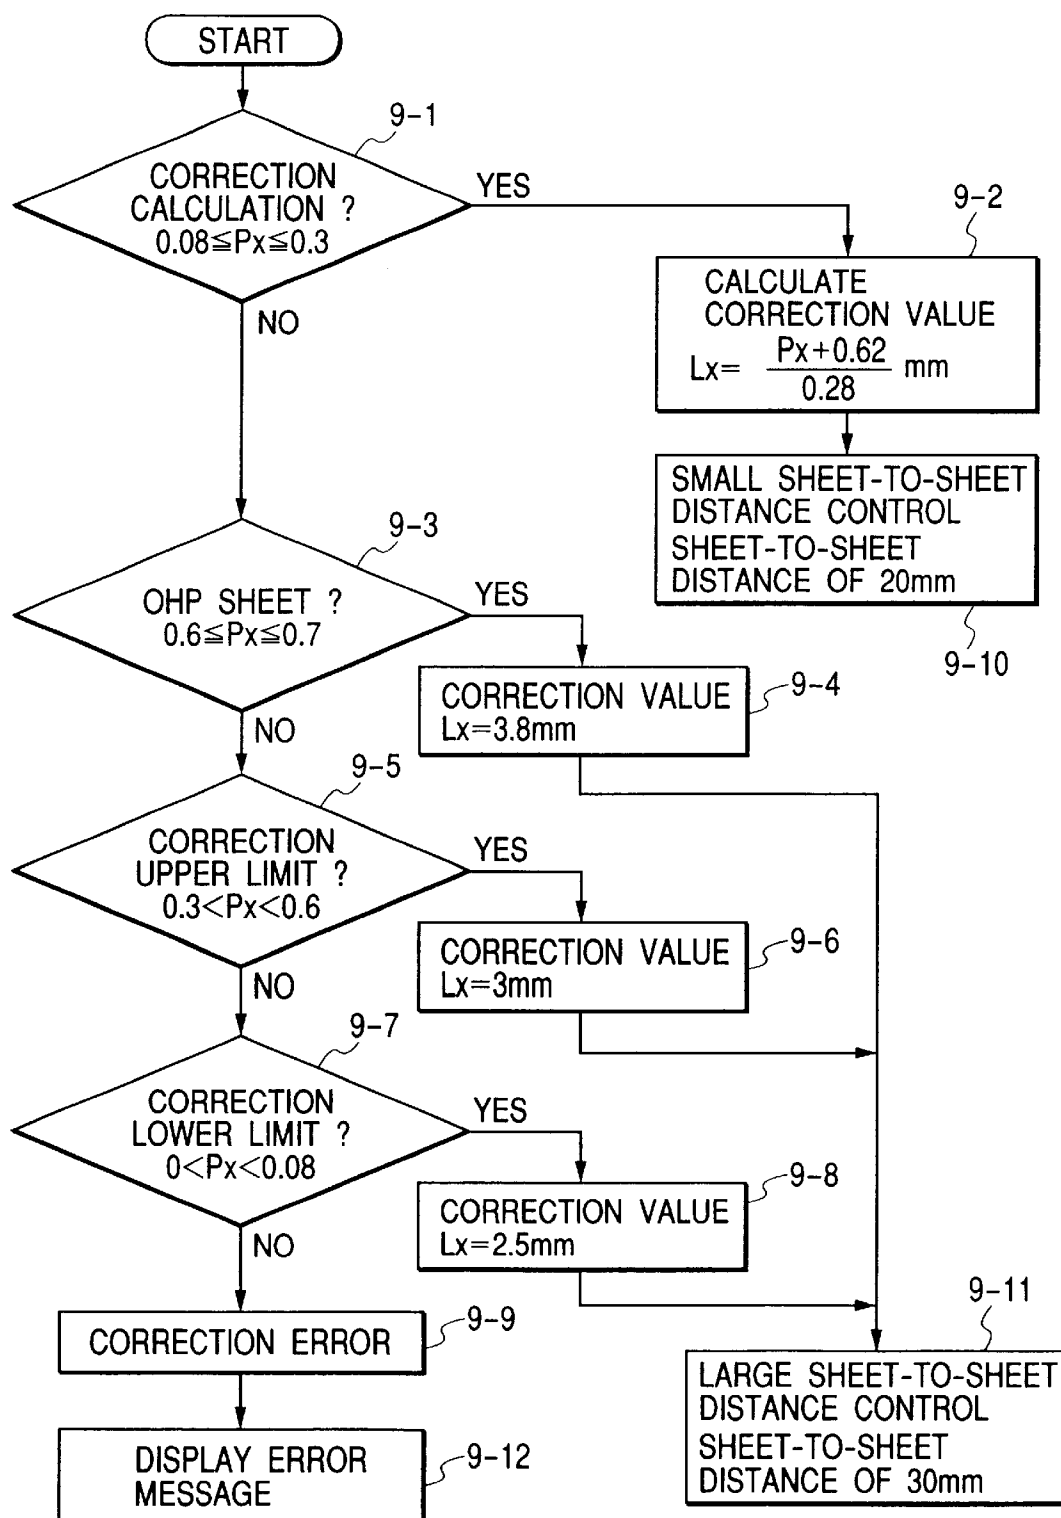 START
9-1
CORRECTION
CALCULATION ?
0.08≦Px≦0.3
YES
NO
9-2
CALCULATE
CORRECTION VALUE
Lx= Px+0.62 mm
0.28
SMALL SHEET-TO-SHEET
DISTANCE CONTROL
SHEET-TO-SHEET
DISTANCE OF 20mm
9-10
9-3
OHP SHEET ?
0.6≦Px≦0.7
YES
NO
9-4
CORRECTION VALUE
Lx=3.8mm
9-5
CORRECTION
UPPER LIMIT ?
0.3<Px<0.6
YES
NO
9-6
CORRECTION VALUE
Lx=3mm
9-7
CORRECTION
LOWER LIMIT ?
0<Px<0.08
YES
NO
9-8
CORRECTION VALUE
Lx=2.5mm
9-9
CORRECTION ERROR
9-11
LARGE SHEET-TO-SHEET
DISTANCE CONTROL
SHEET-TO-SHEET
DISTANCE OF 30mm
9-12
DISPLAY ERROR
MESSAGE